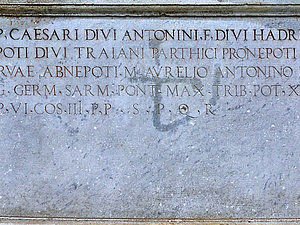 P CAESARI DIVI ANTONINI·F·DIVI HADR
POTI DIVI TRAIANI PARTHICI PRONEPOTI
RVAE ABNEPOTI·M·AVRELIO ANTONINO
G·GERM·SARM·PONT·MAX·TRIB·POT·X
P·VI·COS·III·P·P·S·P·Q·R